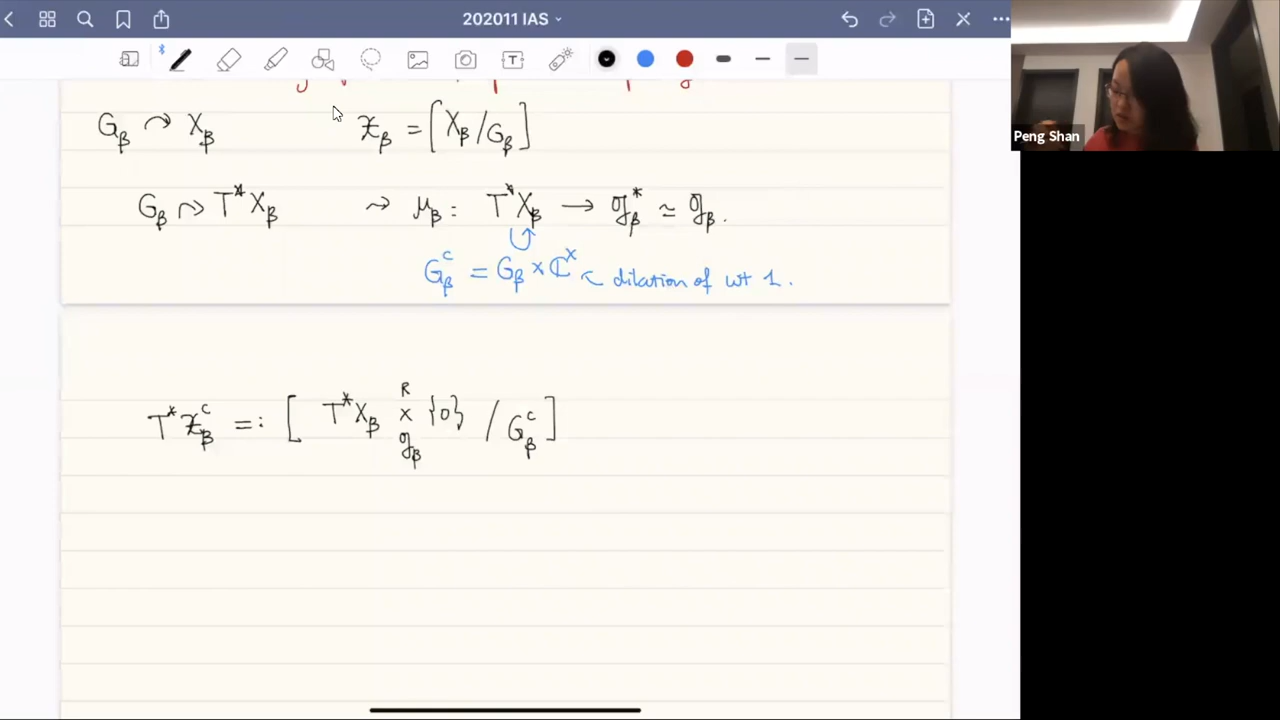 202011 IAS
Peng Shan
G_β ↷ X_β 𝒳_β = [X_β / G_β]
G_β ↷ T*X_β ⇝ μ_β : T*X_β → 𝔤_β* ≃ 𝔤_β.
G_β^c = G_β × ℂ^× ← dilation of wt 1.
T*𝒳_β^c =: [ T*X_β ×^R_{𝔤_β} {0} / G_β^c ]